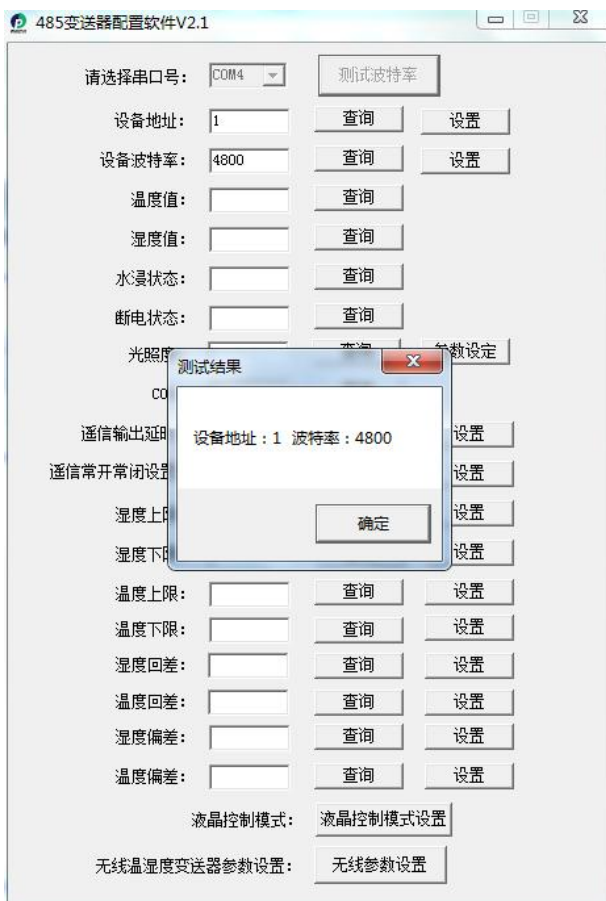 485变送器配置软件V2.1
请选择串口号： COM4 测试波特率
设备地址： 1 查询 设置
设备波特率： 4800 查询 设置
温度值： 查询
湿度值： 查询
水浸状态： 查询
断电状态： 查询
光照度 查询 参数设定
测试结果
CO
设备地址：1 波特率：4800
遥信输出延时 设置
遥信常开常闭设置 设置
确定
湿度上限 设置
湿度下限 设置
温度上限： 查询 设置
温度下限： 查询 设置
湿度回差： 查询 设置
温度回差： 查询 设置
湿度偏差： 查询 设置
温度偏差： 查询 设置
液晶控制模式： 液晶控制模式设置
无线温湿度变送器参数设置： 无线参数设置